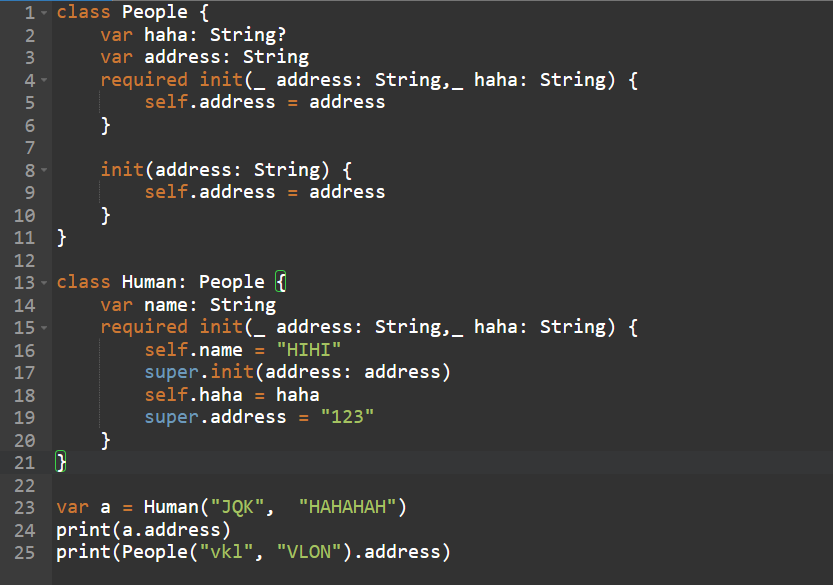 1 class People {
2     var haha: String?
3     var address: String
4     required init(_ address: String,_ haha: String) {
5         self.address = address
6     }
7
8     init(address: String) {
9         self.address = address
10     }
11 }
12
13 class Human: People {
14     var name: String
15     required init(_ address: String,_ haha: String) {
16         self.name = "HIHI"
17         super.init(address: address)
18         self.haha = haha
19         super.address = "123"
20     }
21 }
22
23 var a = Human("JQK",  "HAHAHAH")
24 print(a.address)
25 print(People("vkl", "VLON").address)